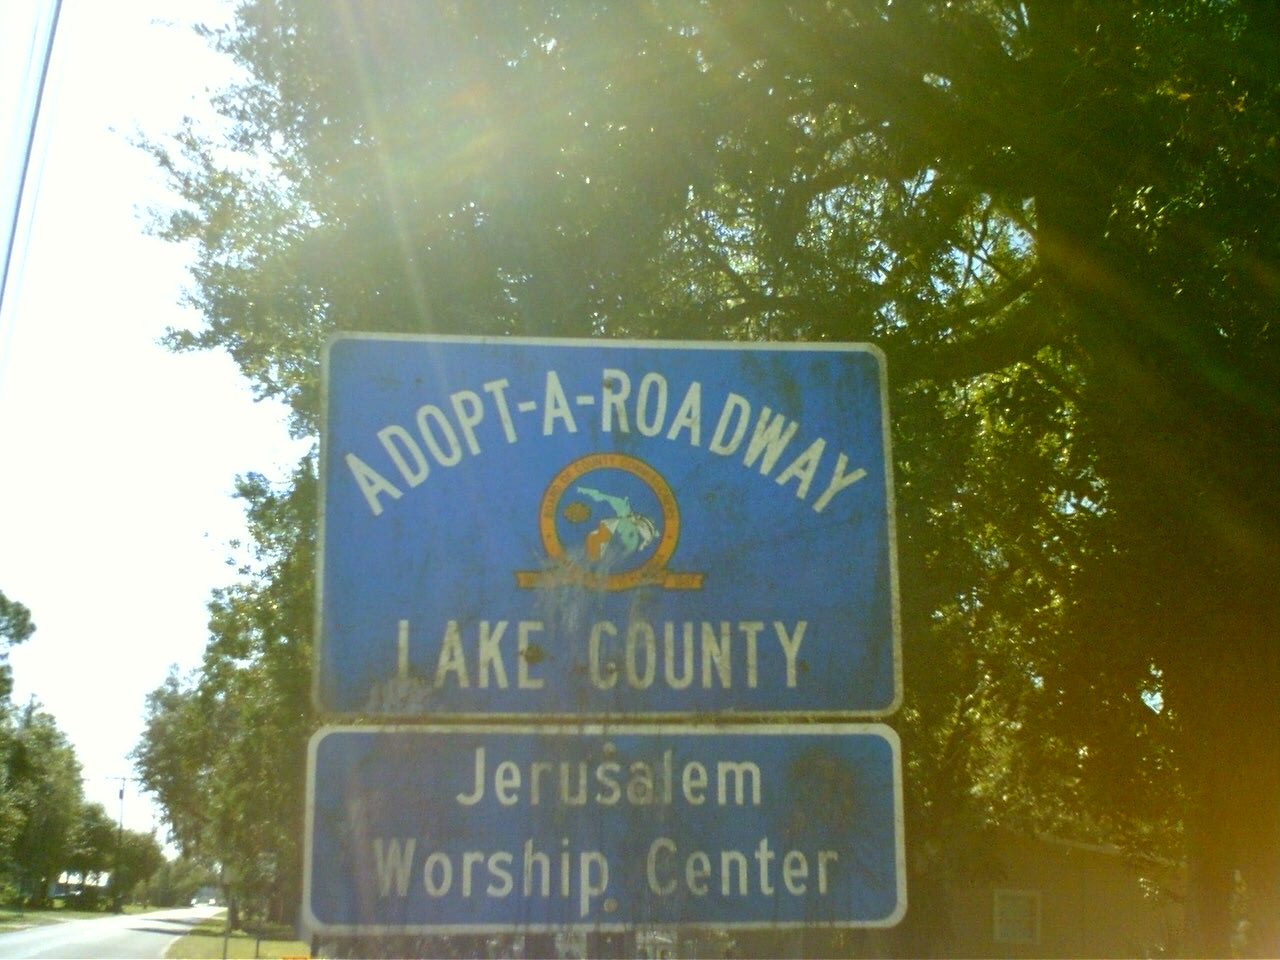 ADOPT-A-ROADWAY
LAKE COUNTY
Jerusalem
Worship Center